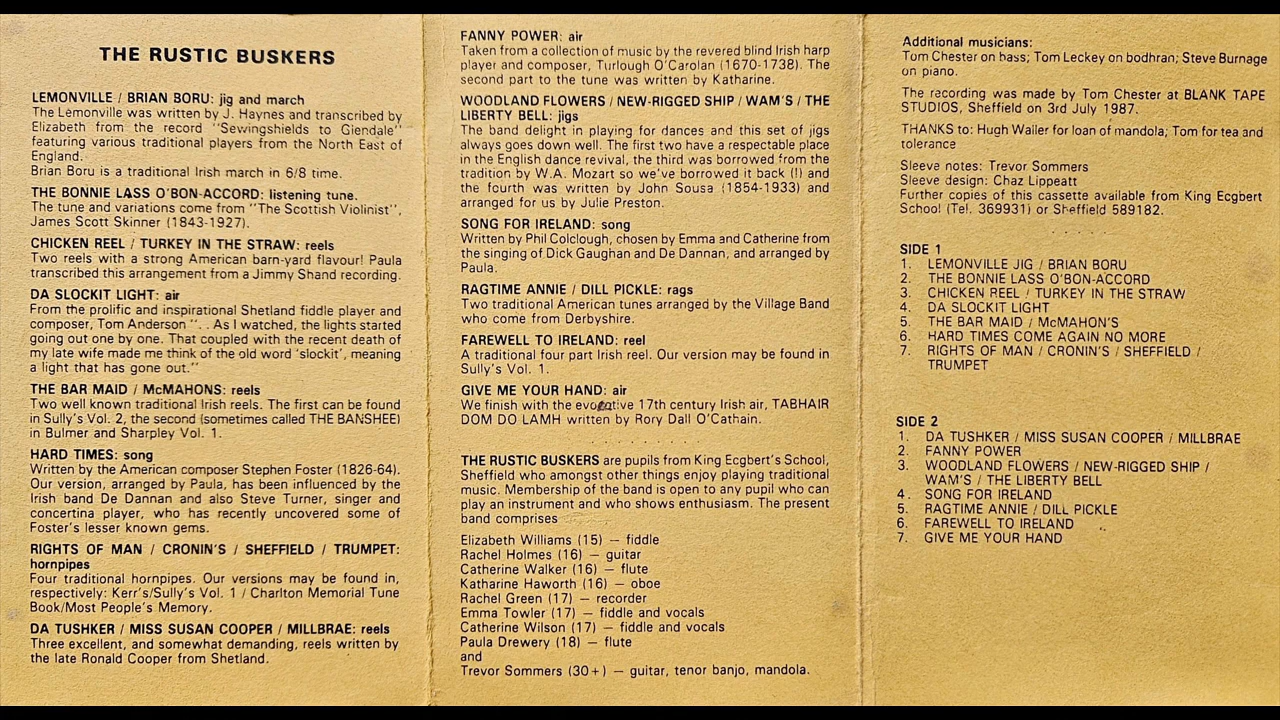 THE RUSTIC BUSKERS
LEMONVILLE / BRIAN BORU: jig and march
The Lemonville was written by J. Haynes and transcribed by
Elizabeth from the record "Sewingshields to Glendale"
featuring various traditional players from the North East of
England.
Brian Boru is a traditional Irish march in 6/8 time.
THE BONNIE LASS O'BON-ACCORD: listening tune.
The tune and variations come from "The Scottish Violinist",
James Scott Skinner (1843-1927).
CHICKEN REEL / TURKEY IN THE STRAW: reels
Two reels with a strong American barn-yard flavour! Paula
transcribed this arrangement from a Jimmy Shand recording.
DA SLOCKIT LIGHT: air
From the prolific and inspirational Shetland fiddle player and
composer, Tom Anderson ". . As I watched, the lights started
going out one by one. That coupled with the recent death of
my late wife made me think of the old word 'slockit', meaning
a light that has gone out."
THE BAR MAID / McMAHONS: reels
Two well known traditional Irish reels. The first can be found
in Sully's Vol. 2, the second (sometimes called THE BANSHEE)
in Bulmer and Sharpley Vol. 1.
HARD TIMES: song
Written by the American composer Stephen Foster (1826-64).
Our version, arranged by Paula, has been influenced by the
Irish band De Dannan and also Steve Turner, singer and
concertina player, who has recently uncovered some of
Foster's lesser known gems.
RIGHTS OF MAN / CRONIN'S / SHEFFIELD / TRUMPET:
hornpipes
Four traditional hornpipes. Our versions may be found in,
respectively: Kerr's/Sully's Vol. 1 / Charlton Memorial Tune
Book/Most People's Memory.
DA TUSHKER / MISS SUSAN COOPER / MILLBRAE: reels
Three excellent, and somewhat demanding, reels written by
the late Ronald Cooper from Shetland.
FANNY POWER: air
Taken from a collection of music by the revered blind Irish harp
player and composer, Turlough O'Carolan (1670-1738). The
second part to the tune was written by Katharine.
WOODLAND FLOWERS / NEW-RIGGED SHIP / WAM'S / THE
LIBERTY BELL: jigs
The band delight in playing for dances and this set of jigs
always goes down well. The first two have a respectable place
in the English dance revival, the third was borrowed from the
tradition by W.A. Mozart so we've borrowed it back (!) and
the fourth was written by John Sousa (1854-1933) and
arranged for us by Julie Preston.
SONG FOR IRELAND: song
Written by Phil Colclough, chosen by Emma and Catherine from
the singing of Dick Gaughan and De Dannan, and arranged by
Paula.
RAGTIME ANNIE / DILL PICKLE: rags
Two traditional American tunes arranged by the Village Band
who come from Derbyshire.
FAREWELL TO IRELAND: reel
A traditional four part Irish reel. Our version may be found in
Sully's Vol. 1.
GIVE ME YOUR HAND: air
We finish with the evocative 17th century Irish air, TABHAIR
DOM DO LAMH written by Rory Dall O'Cathain.
. . . . . . . .
THE RUSTIC BUSKERS are pupils from King Ecgbert's School,
Sheffield who amongst other things enjoy playing traditional
music. Membership of the band is open to any pupil who can
play an instrument and who shows enthusiasm. The present
band comprises
Elizabeth Williams (15) — fiddle
Rachel Holmes (16) — guitar
Catherine Walker (16) — flute
Katharine Haworth (16) — oboe
Rachel Green (17) — recorder
Emma Towler (17) — fiddle and vocals
Catherine Wilson (17) — fiddle and vocals
Paula Drewery (18) — flute
and
Trevor Sommers (30+) — guitar, tenor banjo, mandola.
Additional musicians:
Tom Chester on bass; Tom Leckey on bodhran; Steve Burnage
on piano.
The recording was made by Tom Chester at BLANK TAPE
STUDIOS, Sheffield on 3rd July 1987.
THANKS to: Hugh Waller for loan of mandola; Tom for tea and
tolerance
Sleeve notes: Trevor Sommers
Sleeve design: Chaz Lippeatt
Further copies of this cassette available from King Ecgbert
School (Tel. 369931) or Sheffield 589182.
. . . . . . .
SIDE 1
1. LEMONVILLE JIG / BRIAN BORU
2. THE BONNIE LASS O'BON-ACCORD
3. CHICKEN REEL / TURKEY IN THE STRAW
4. DA SLOCKIT LIGHT
5. THE BAR MAID / McMAHON'S
6. HARD TIMES COME AGAIN NO MORE
7. RIGHTS OF MAN / CRONIN'S / SHEFFIELD /
TRUMPET
SIDE 2
1. DA TUSHKER / MISS SUSAN COOPER / MILLBRAE
2. FANNY POWER
3. WOODLAND FLOWERS / NEW-RIGGED SHIP /
WAM'S / THE LIBERTY BELL
4. SONG FOR IRELAND
5. RAGTIME ANNIE / DILL PICKLE
6. FAREWELL TO IRELAND
7. GIVE ME YOUR HAND